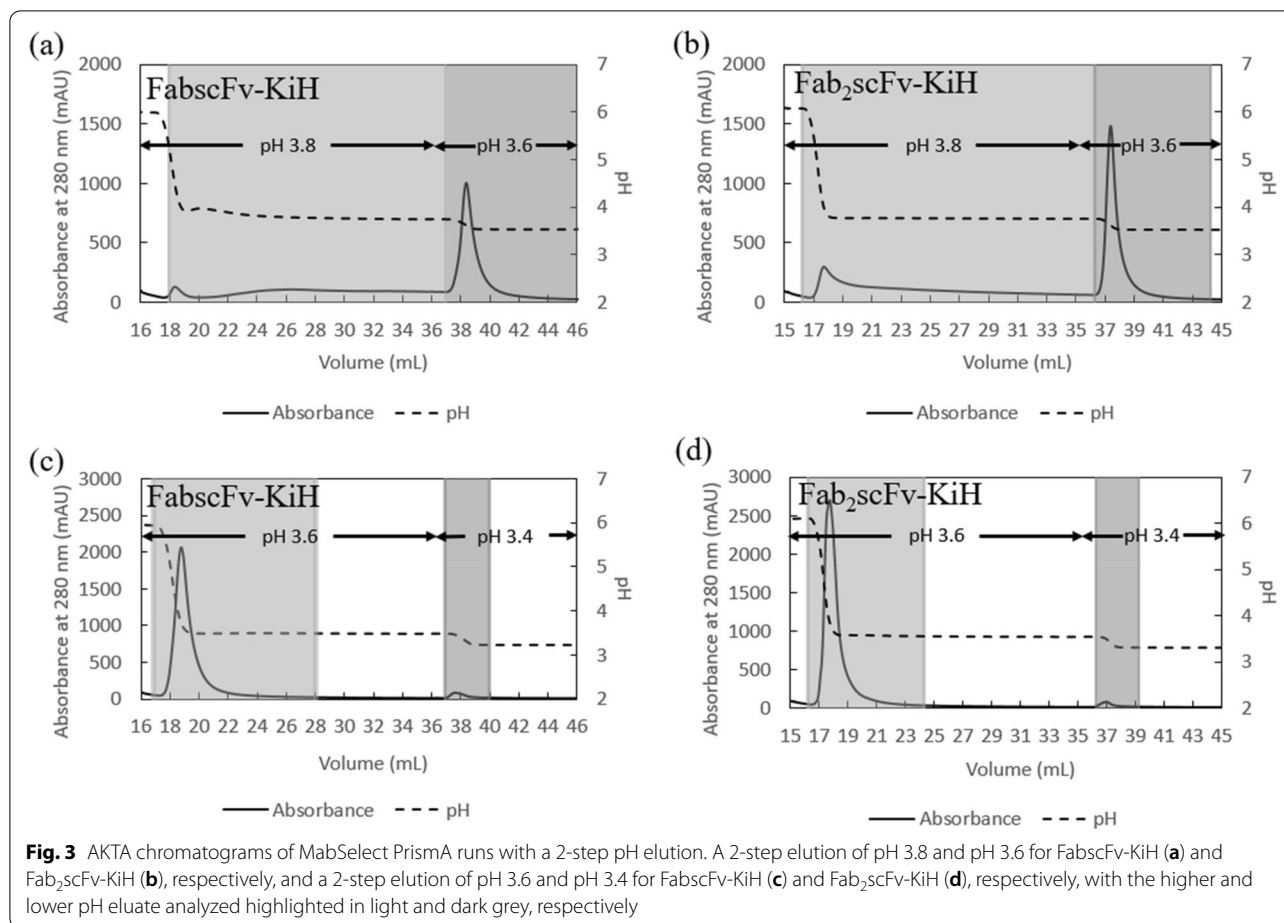 (a)
FabscFv-KiH
pH 3.8
pH 3.6
Absorbance at 280 nm (mAU)
2000
1500
1000
500
0
7
6
5
4
3
2
pH
16 18 20 22 24 26 28 30 32 34 36 38 40 42 44 46
Volume (mL)
Absorbance
pH
(b)
Fab₂scFv-KiH
pH 3.8
pH 3.6
Absorbance at 280 nm (mAU)
2000
1500
1000
500
0
7
6
5
4
3
2
pH
15 17 19 21 23 25 27 29 31 33 35 37 39 41 43 45
Volume (mL)
Absorbance
pH
(c)
FabscFv-KiH
pH 3.6
pH 3.4
Absorbance at 280 nm (mAU)
3000
2500
2000
1500
1000
500
0
7
6
5
4
3
2
pH
16 18 20 22 24 26 28 30 32 34 36 38 40 42 44 46
Volume (mL)
Absorbance
pH
(d)
Fab₂scFv-KiH
pH 3.6
pH 3.4
Absorbance at 280 nm (mAU)
3000
2500
2000
1500
1000
500
0
7
6
5
4
3
2
pH
15 17 19 21 23 25 27 29 31 33 35 37 39 41 43 45
Volume (mL)
Absorbance
pH
Fig. 3 AKTA chromatograms of MabSelect PrismA runs with a 2-step pH elution. A 2-step elution of pH 3.8 and pH 3.6 for FabscFv-KiH (a) and
Fab₂scFv-KiH (b), respectively, and a 2-step elution of pH 3.6 and pH 3.4 for FabscFv-KiH (c) and Fab₂scFv-KiH (d), respectively, with the higher and
lower pH eluate analyzed highlighted in light and dark grey, respectively